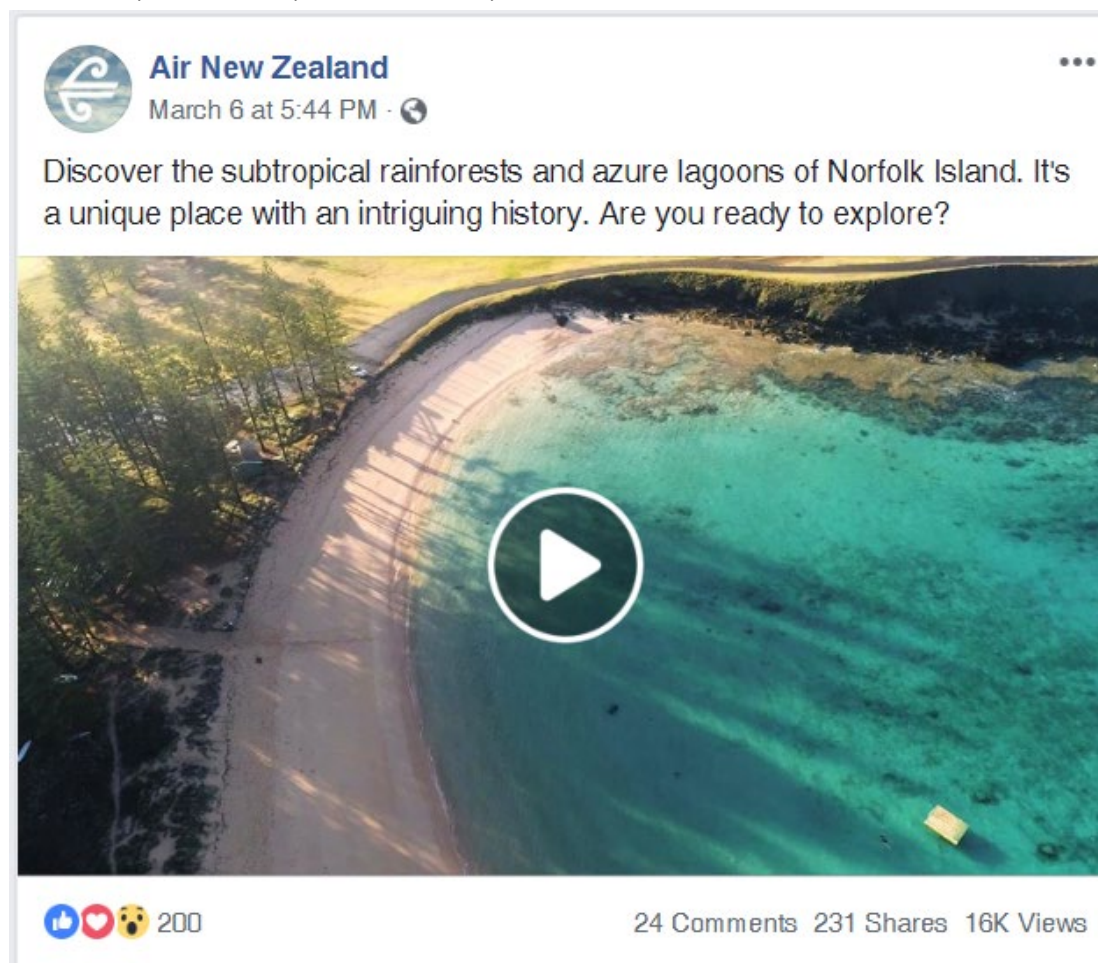 Air New Zealand
March 6 at 5:44 PM ·
Discover the subtropical rainforests and azure lagoons of Norfolk Island. It's
a unique place with an intriguing history. Are you ready to explore?
200
24 Comments 231 Shares 16K Views